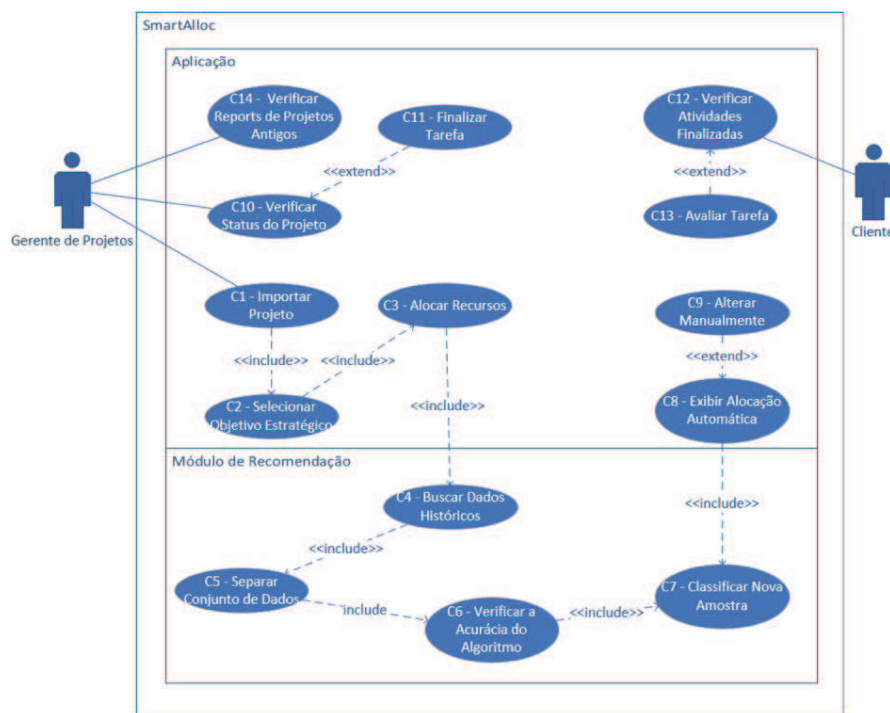 SmartAlloc
Aplicação
C14 - Verificar
Reports de Projetos
Antigos
C11 - Finalizar
Tarefa
C12 - Verificar
Atividades
Finalizadas
<<extend>>
<<extend>>
C10 - Verificar
Status do Projeto
C13 - Avaliar Tarefa
Gerente de Projetos
Cliente
C1 - Importar
Projeto
C3 - Alocar Recursos
C9 - Alterar
Manualmente
<<include>>
<<include>>
<<extend>>
C2 - Selecionar
Objetivo Estratégico
<<include>>
C8 - Exibir Alocação
Automática
Módulo de Recomendação
C4 - Buscar Dados
Históricos
<<include>>
<<include>>
C5 - Separar
Conjunto de Dados
include
C6 - Verificar a
Acurácia do
Algoritmo
<<include>>
C7 - Classificar Nova
Amostra